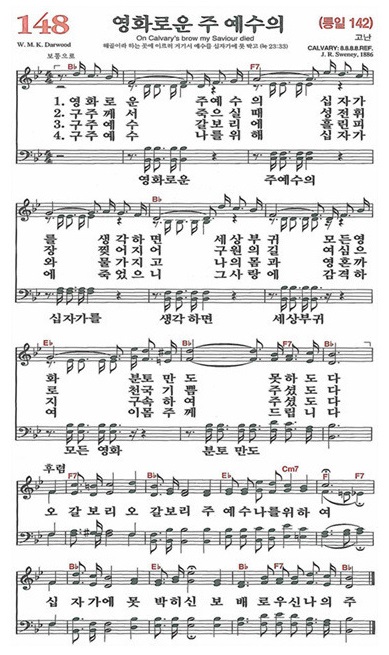 148
영화로운 주 예수의
(통일 142)
On Calvary's brow my Saviour died
고난
W. M. K. Darwood
해골이라 하는 곳에 이르러 거기서 예수를 십자가에 못 박고 (눅 23:33)
CALVARY: 8.8.8.8.REF.
보통으로
J. R. Sweney, 1886
B♭ F7
1. 영화로운 주예수의 십자가
2. 구주께서 죽으실때 성전휘
3. 구주예수 갈보리에 흘린피
4. 구주예수 나를위해 십자가
영화로운 주예수의
B♭
를 생각하면 세상부귀 모든영
장 찢어지어 구원의길 여심으
와 물가지고 나의몸과 영혼까
에 죽었으니 그사랑에 감격하
십자가를 생각하면 세상부귀
E♭ B♭ F7 B♭
화 분토만도 못하도다
로 천국기쁨 주셨도다
지 구속하여 주셨도다
여 이몸주께 드립니다
모든 영화 분토 만도
후렴
F7 B♭ E♭ Cm7 F
오 갈보리 오 갈보리 주 예수나를위하 여
B♭ E♭ B♭ F7 B♭
십 자가에 못 박히신 보 배 로우신나의 주